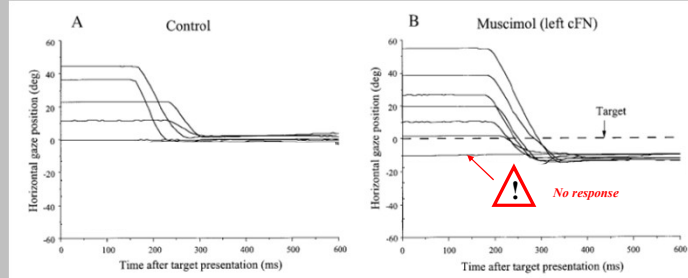 A
Control
60
40
20
0
-20
-40
-60
0
100
200
300
400
500
600
Horizontal gaze position (deg)
Time after target presentation (ms)
B
Muscimol (left cFN)
60
40
20
0
-20
-40
-60
0
100
200
300
400
500
600
Horizontal gaze position (deg)
Time after target presentation (ms)
Target
!
No response